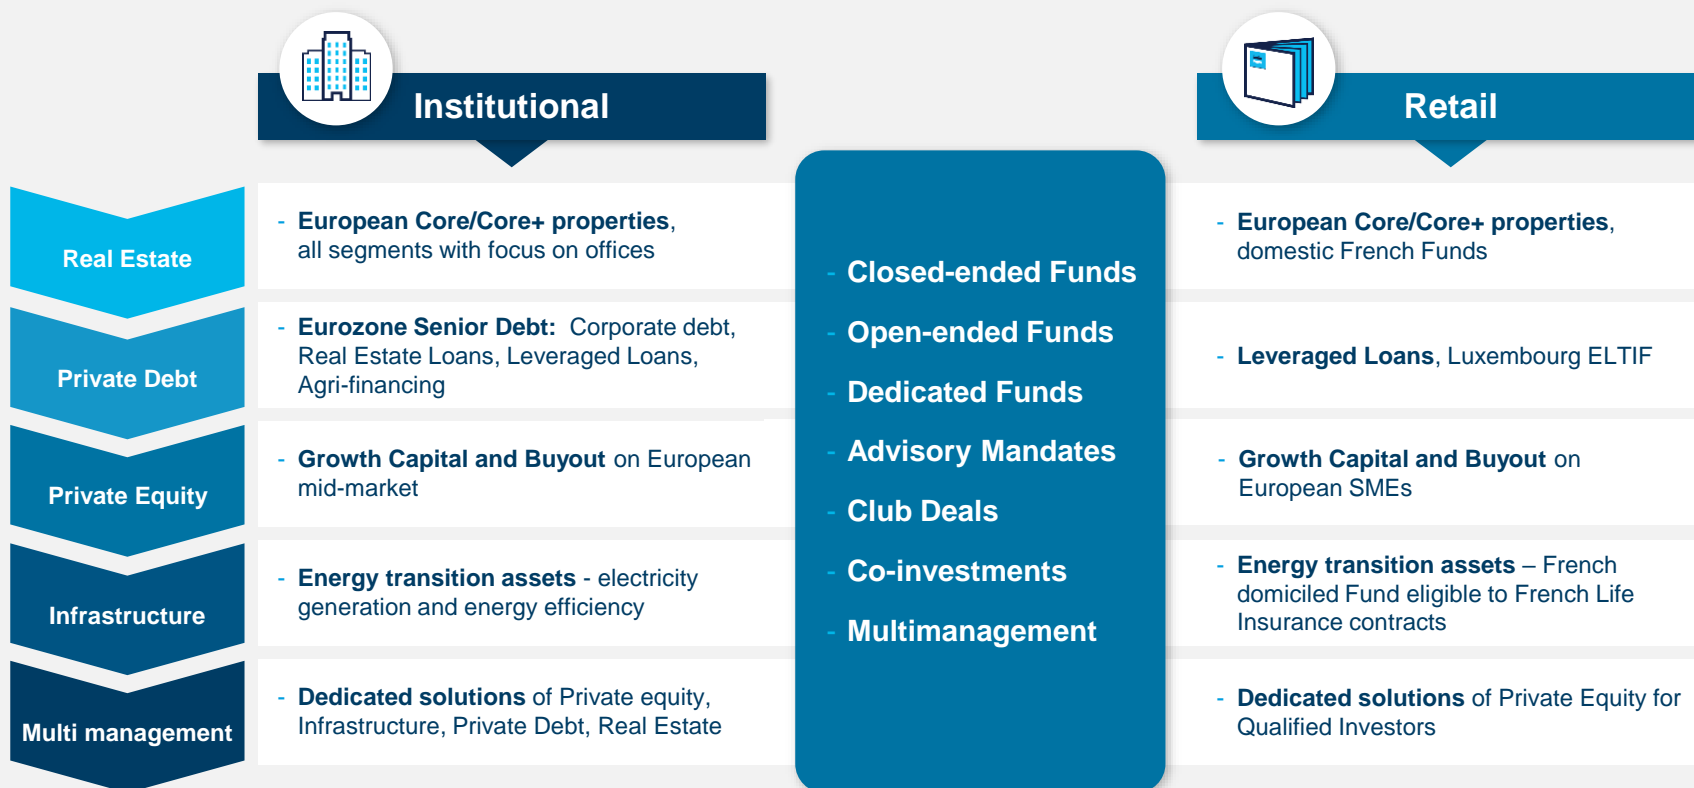 Institutional
Retail
Real Estate
- European Core/Core+ properties,
all segments with focus on offices
- European Core/Core+ properties,
domestic French Funds
Private Debt
- Eurozone Senior Debt: Corporate debt,
Real Estate Loans, Leveraged Loans,
Agri-financing
- Leveraged Loans, Luxembourg ELTIF
Private Equity
- Growth Capital and Buyout on European
mid-market
- Growth Capital and Buyout on
European SMEs
Infrastructure
- Energy transition assets - electricity
generation and energy efficiency
- Energy transition assets – French
domiciled Fund eligible to French Life
Insurance contracts
Multi management
- Dedicated solutions of Private equity,
Infrastructure, Private Debt, Real Estate
- Dedicated solutions of Private Equity for
Qualified Investors
- Closed-ended Funds
- Open-ended Funds
- Dedicated Funds
- Advisory Mandates
- Club Deals
- Co-investments
- Multimanagement